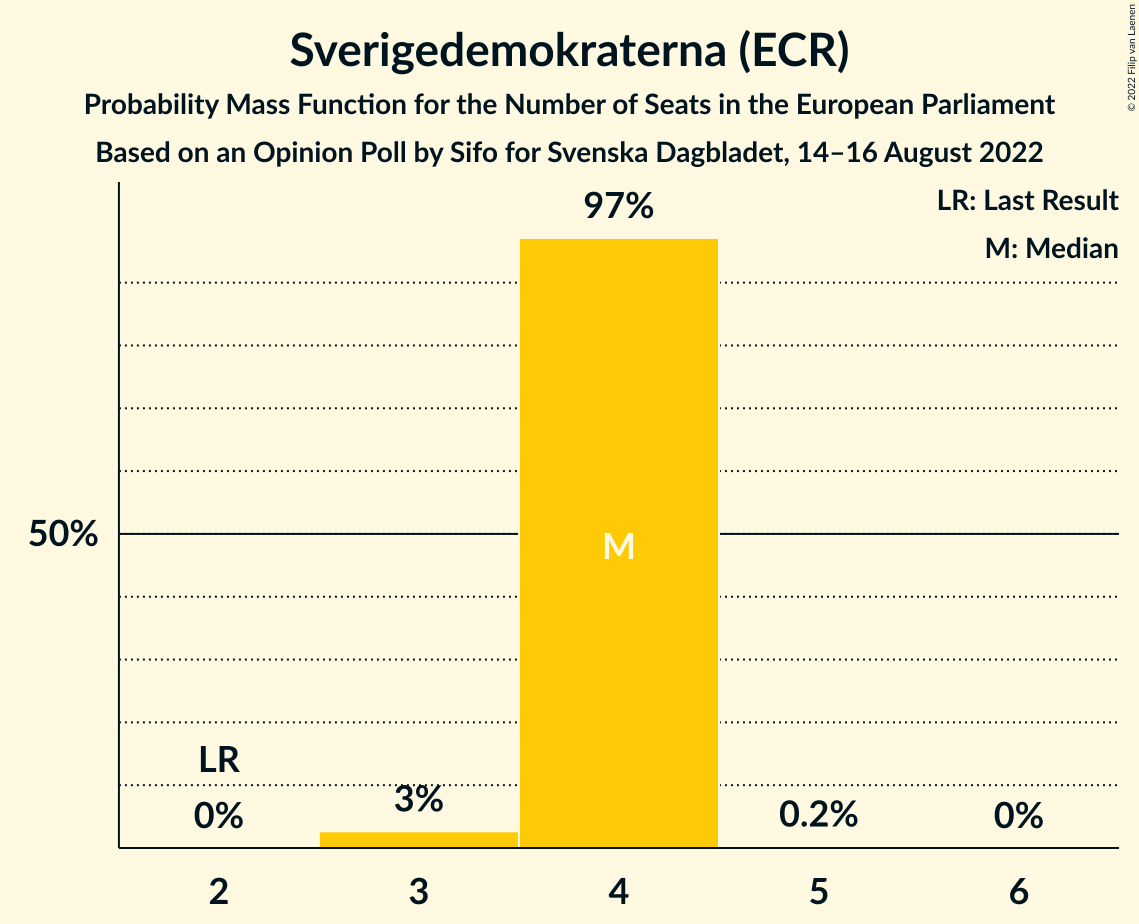 Sverigedemokraterna (ECR)
Probability Mass Function for the Number of Seats in the European Parliament
Based on an Opinion Poll by Sifo for Svenska Dagbladet, 14–16 August 2022
© 2022 Filip van Laenen
LR: Last Result
M: Median
97%
50%
M
LR
0%
3%
0.2%
0%
2
3
4
5
6